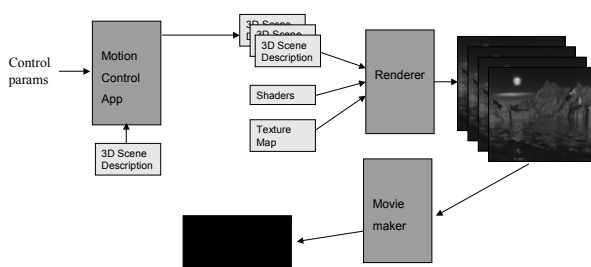 Control
params
Motion
Control
App
3D Scene
Description
3D Scene
3D Scene
3D Scene
Description
Shaders
Texture
Map
Renderer
Movie
maker